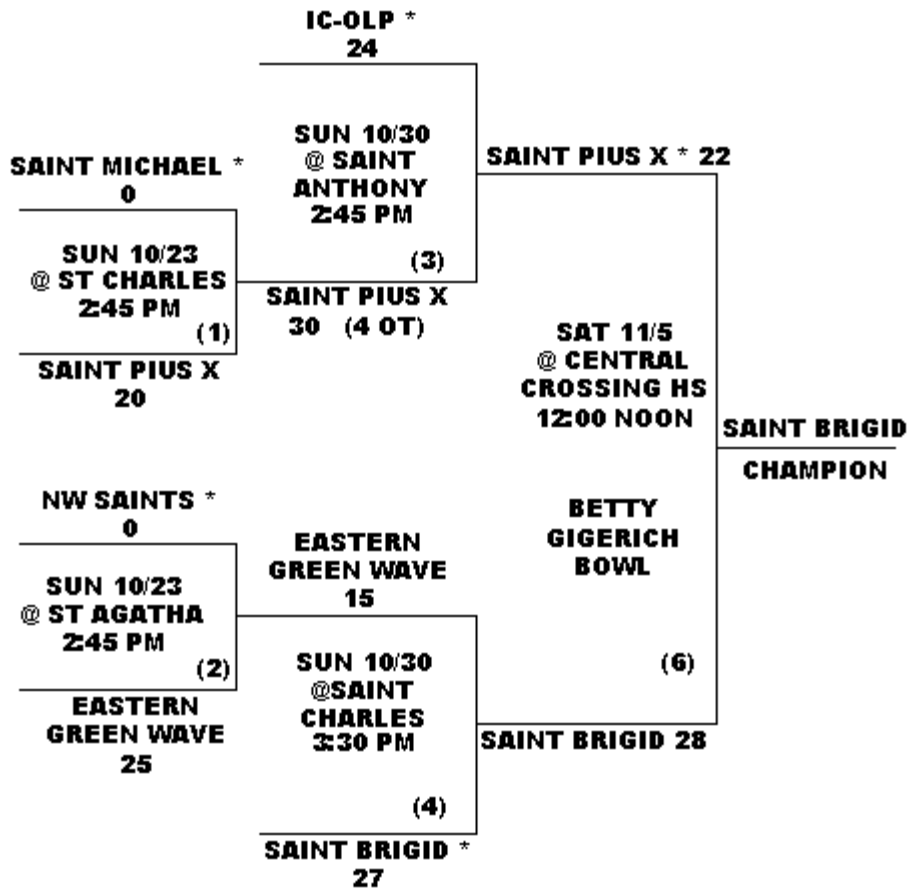 IC-OLP *
24
SUN 10/30
@ SAINT
ANTHONY
2:45 PM
(3)
SAINT MICHAEL *
0
SUN 10/23
@ ST CHARLES
2:45 PM
(1)
SAINT PIUS X
20
SAINT PIUS X
30 (4 OT)
SAINT PIUS X * 22
SAT 11/5
@ CENTRAL
CROSSING HS
12:00 NOON
BETTY
GIGERICH
BOWL
(6)
SAINT BRIGID
CHAMPION
NW SAINTS *
0
SUN 10/23
@ ST AGATHA
2:45 PM
(2)
EASTERN
GREEN WAVE
25
EASTERN
GREEN WAVE
15
SUN 10/30
@SAINT
CHARLES
3:30 PM
(4)
SAINT BRIGID *
27
SAINT BRIGID 28